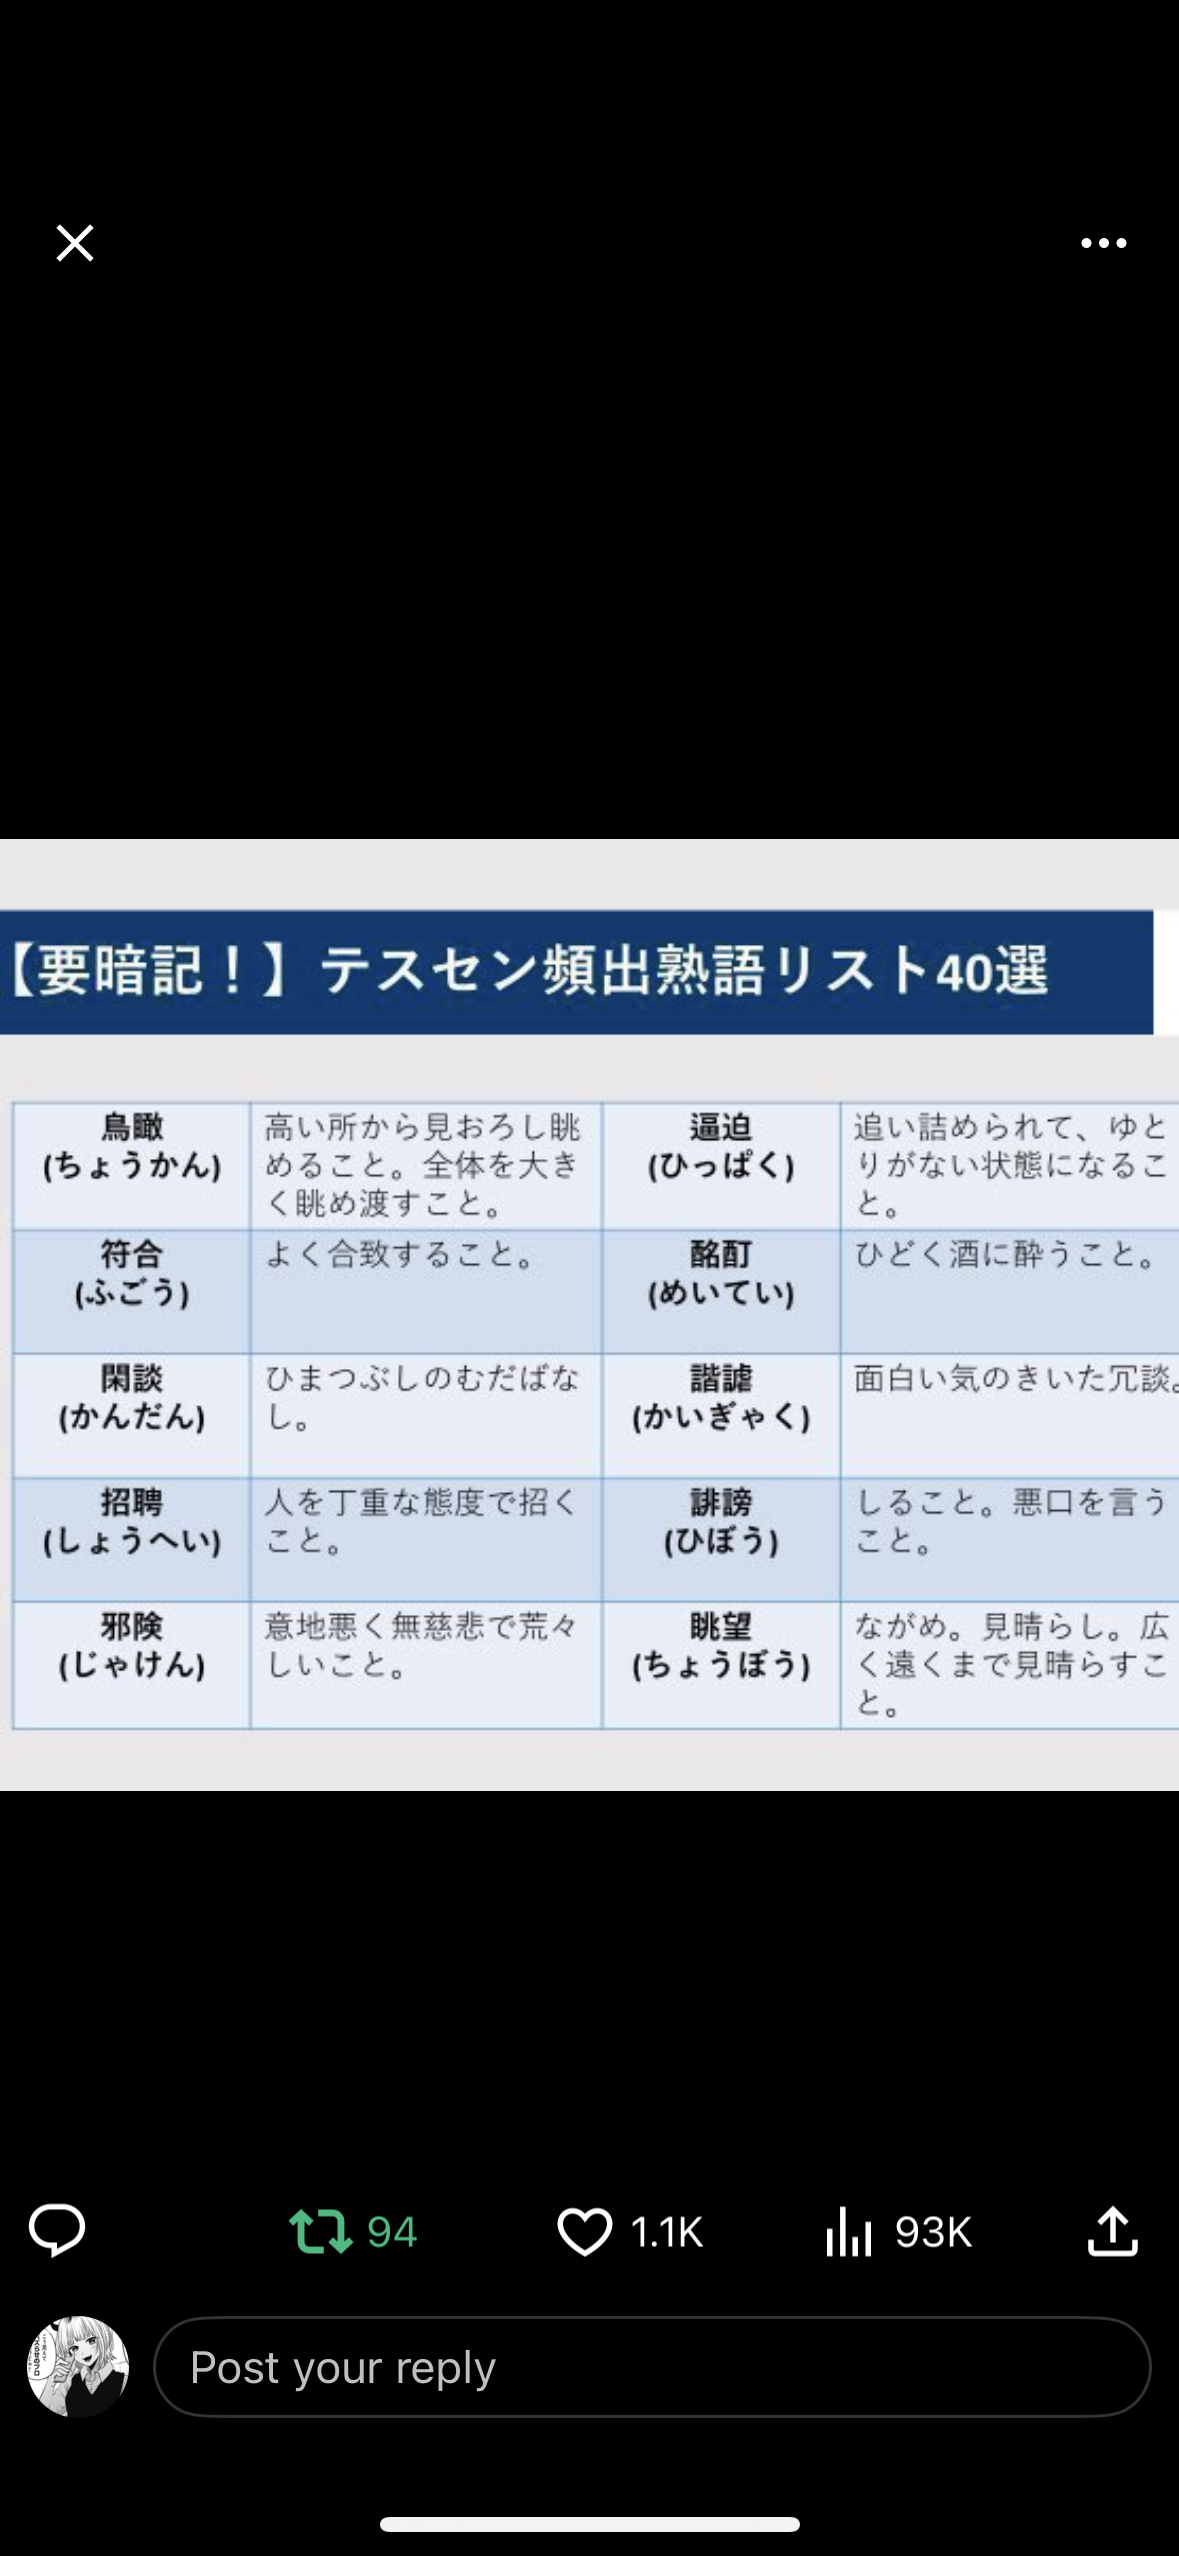 【要暗記！】テスセン頻出熟語リスト40選
鳥瞰
(ちょうかん)
高い所から見おろし眺
めること。全体を大き
く眺め渡すこと。
逼迫
(ひっぱく)
追い詰められて、ゆと
りがない状態になるこ
と。
符合
(ふごう)
よく合致すること。
酩酊
(めいてい)
ひどく酒に酔うこと。
閑談
(かんだん)
ひまつぶしのむだばな
し。
諧謔
(かいぎゃく)
面白い気のきいた冗談。
招聘
(しょうへい)
人を丁重な態度で招く
こと。
誹謗
(ひぼう)
しること。悪口を言う
こと。
邪険
(じゃけん)
意地悪く無慈悲で荒々
しいこと。
眺望
(ちょうぼう)
ながめ。見晴らし。広
く遠くまで見晴らすこ
と。
94
1.1K
93K
Post your reply